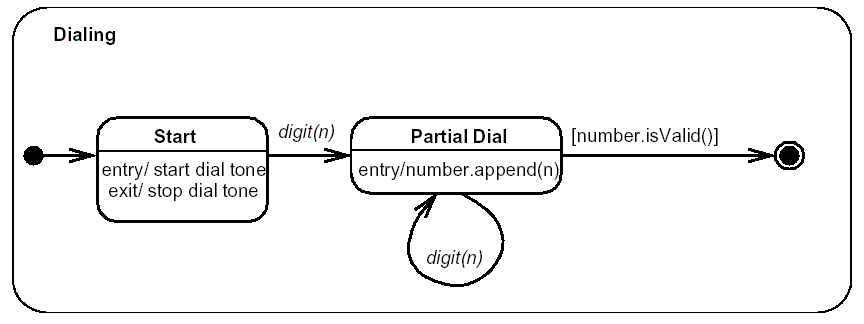 Dialing
Start
entry/ start dial tone
exit/ stop dial tone
digit(n)
Partial Dial
entry/number.append(n)
digit(n)
[number.isValid()]